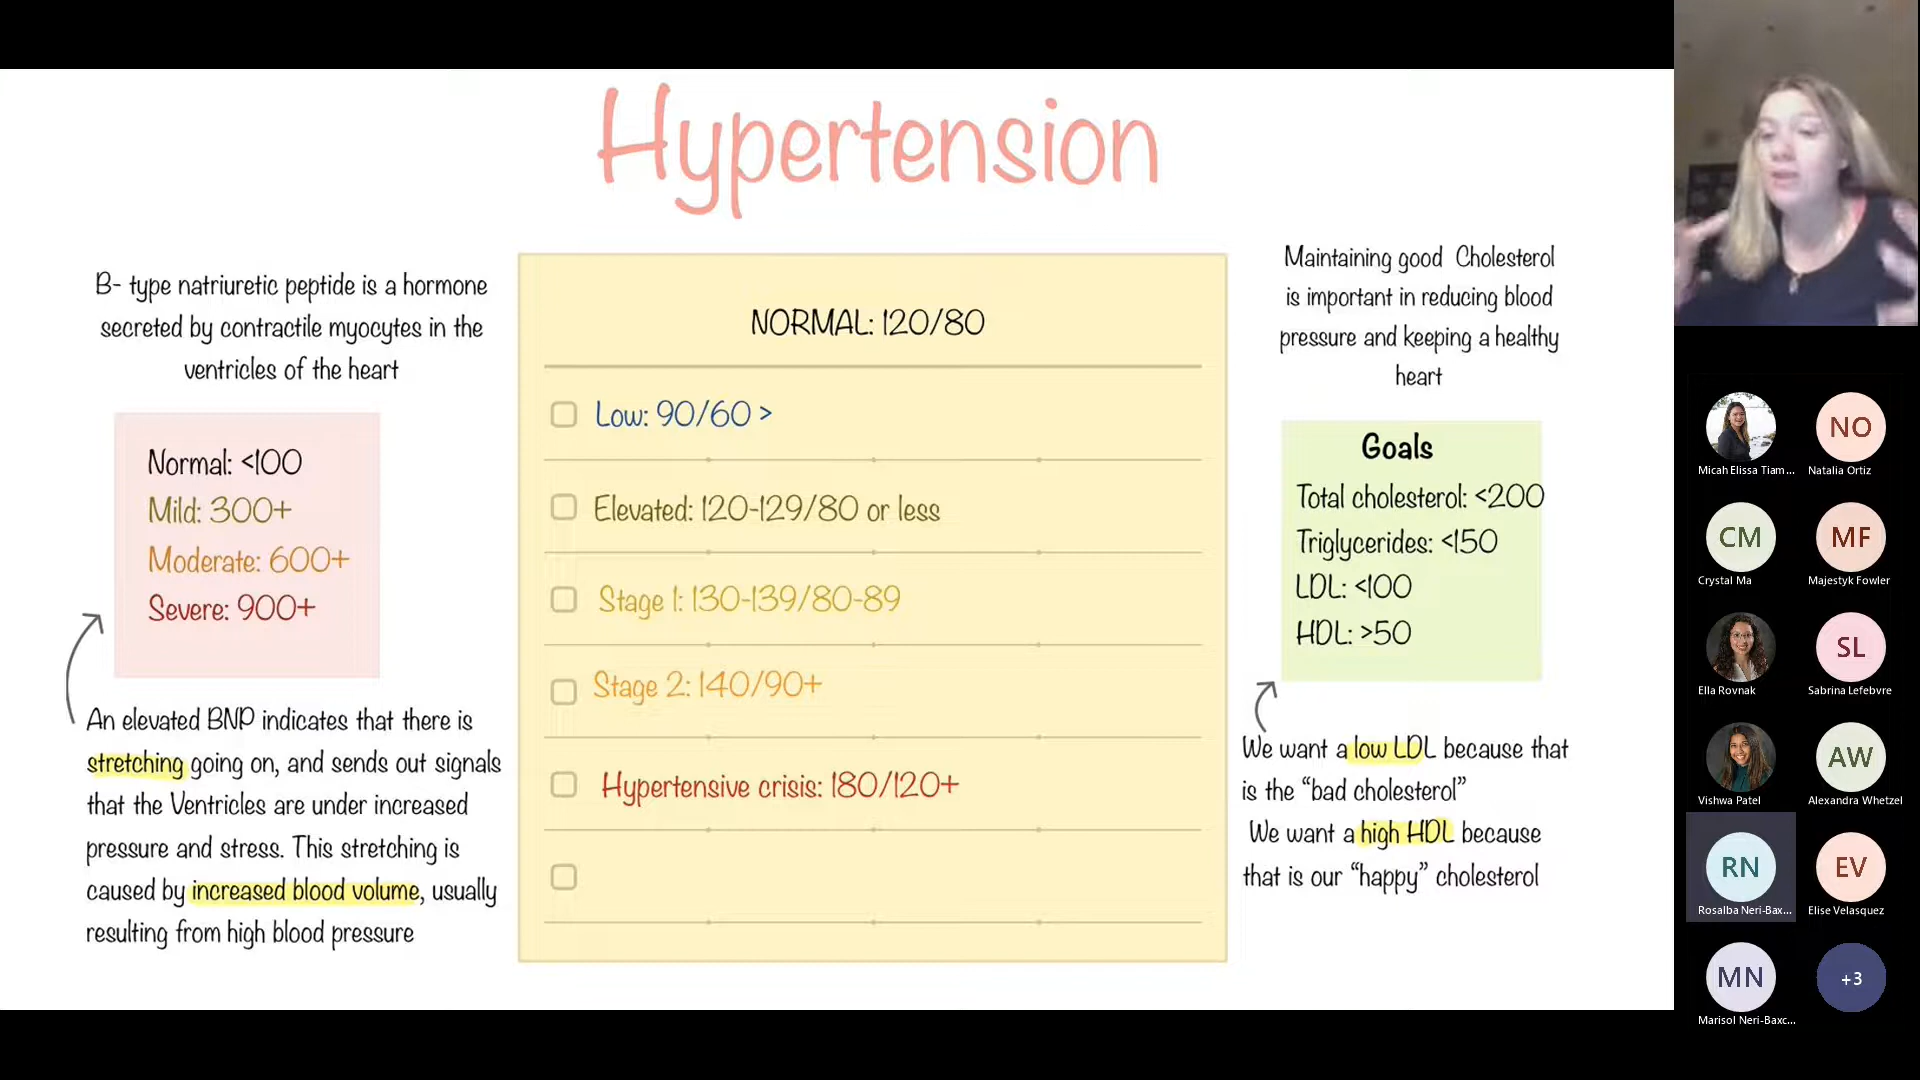 Hypertension
B- type natriuretic peptide is a hormone
secreted by contractile myocytes in the
ventricles of the heart
Normal: <100
Mild: 300+
Moderate: 600+
Severe: 900+
An elevated BNP indicates that there is
stretching going on, and sends out signals
that the Ventricles are under increased
pressure and stress. This stretching is
caused by increased blood volume, usually
resulting from high blood pressure
NORMAL: 120/80
Low: 90/60 >
Elevated: 120-129/80 or less
Stage 1: 130-139/80-89
Stage 2: 140/90+
Hypertensive crisis: 180/120+
Maintaining good Cholesterol
is important in reducing blood
pressure and keeping a healthy
heart
Goals
Total cholesterol: <200
Triglycerides: <150
LDL: <100
HDL: >50
We want a low LDL because that
is the “bad cholesterol”
We want a high HDL because
that is our “happy” cholesterol
Micah Elissa Tiam...
NO
Natalia Ortiz
CM
Crystal Ma
MF
Majestyk Fowler
Ella Rovnak
SL
Sabrina Lefebvre
Vishwa Patel
AW
Alexandra Whetzel
RN
Rosalba Neri-Bax...
EV
Elise Velasquez
MN
Marisol Neri-Baxc...
+3